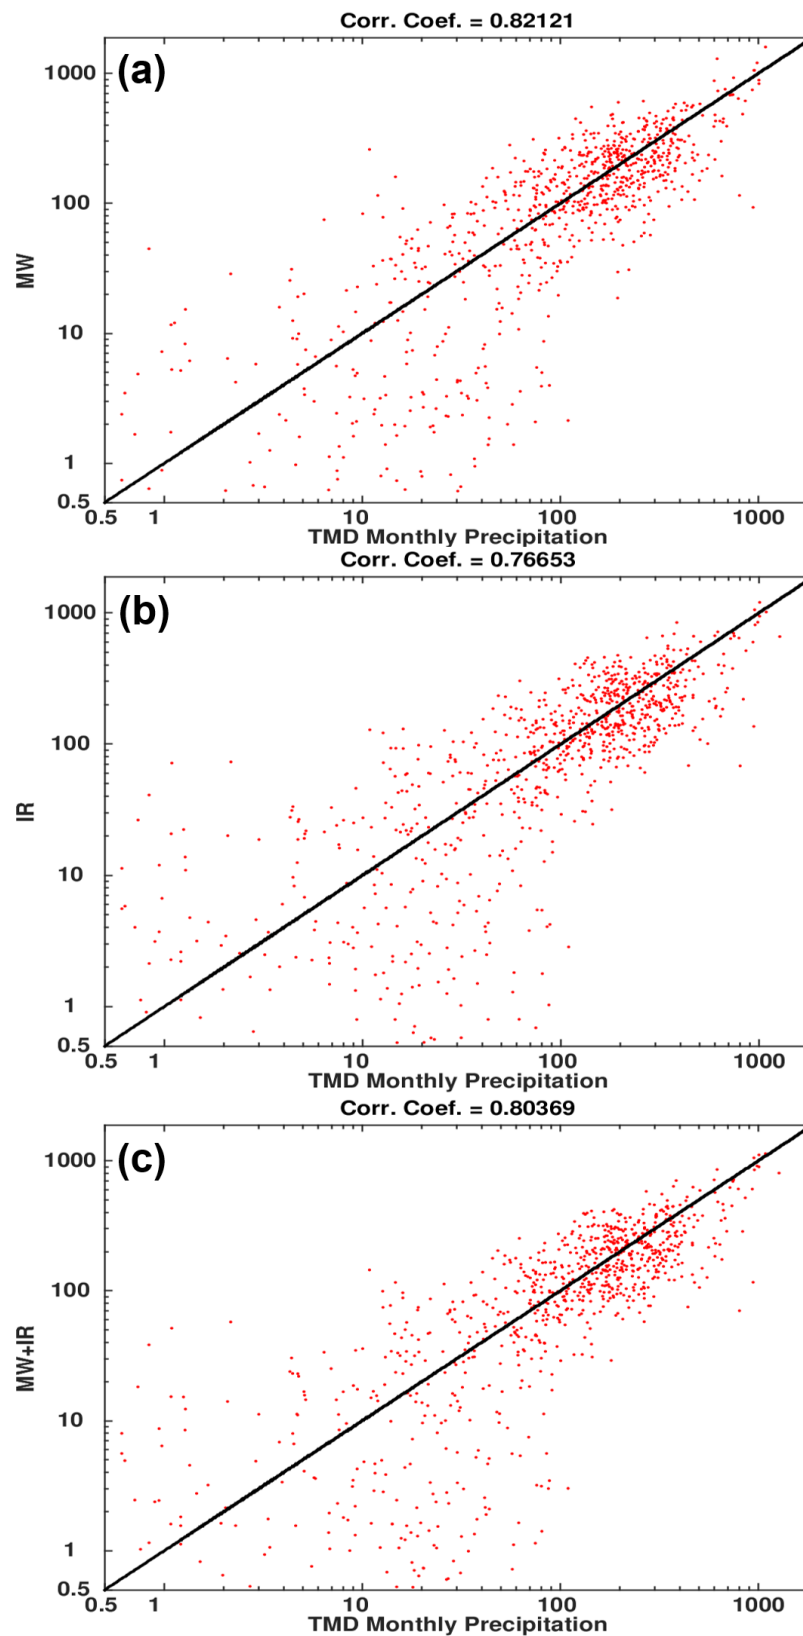 Corr. Coef. = 0.82121
(a)
1000
100
10
1
0.5
MW
0.5 1 10 100 1000
TMD Monthly Precipitation
Corr. Coef. = 0.76653
(b)
1000
100
10
1
0.5
IR
0.5 1 10 100 1000
TMD Monthly Precipitation
Corr. Coef. = 0.80369
(c)
1000
100
10
1
0.5
MW+IR
0.5 1 10 100 1000
TMD Monthly Precipitation